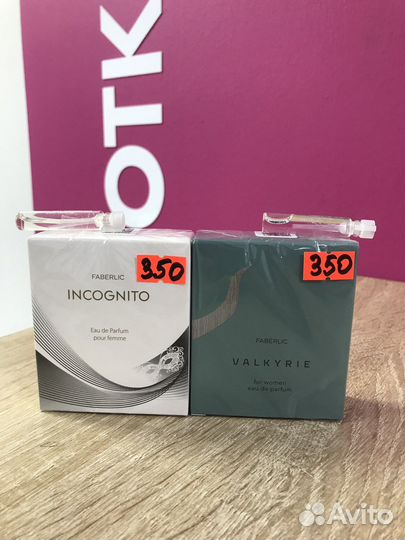 ОТК
350
FABERLIC
INCOGNITO
Eau de Parfum
pour femme
350
FABERLIC
VALKYRIE
for women
eau de parfum
Avito